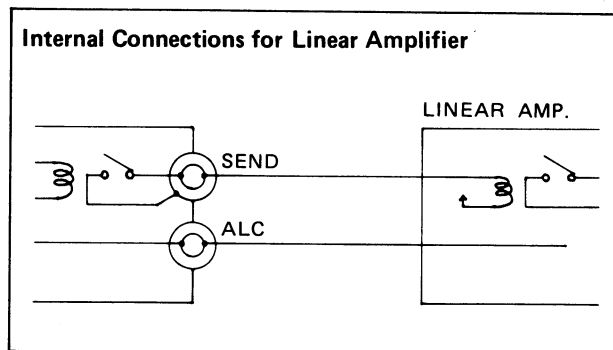 Internal Connections for Linear Amplifier
LINEAR AMP.
SEND
ALC